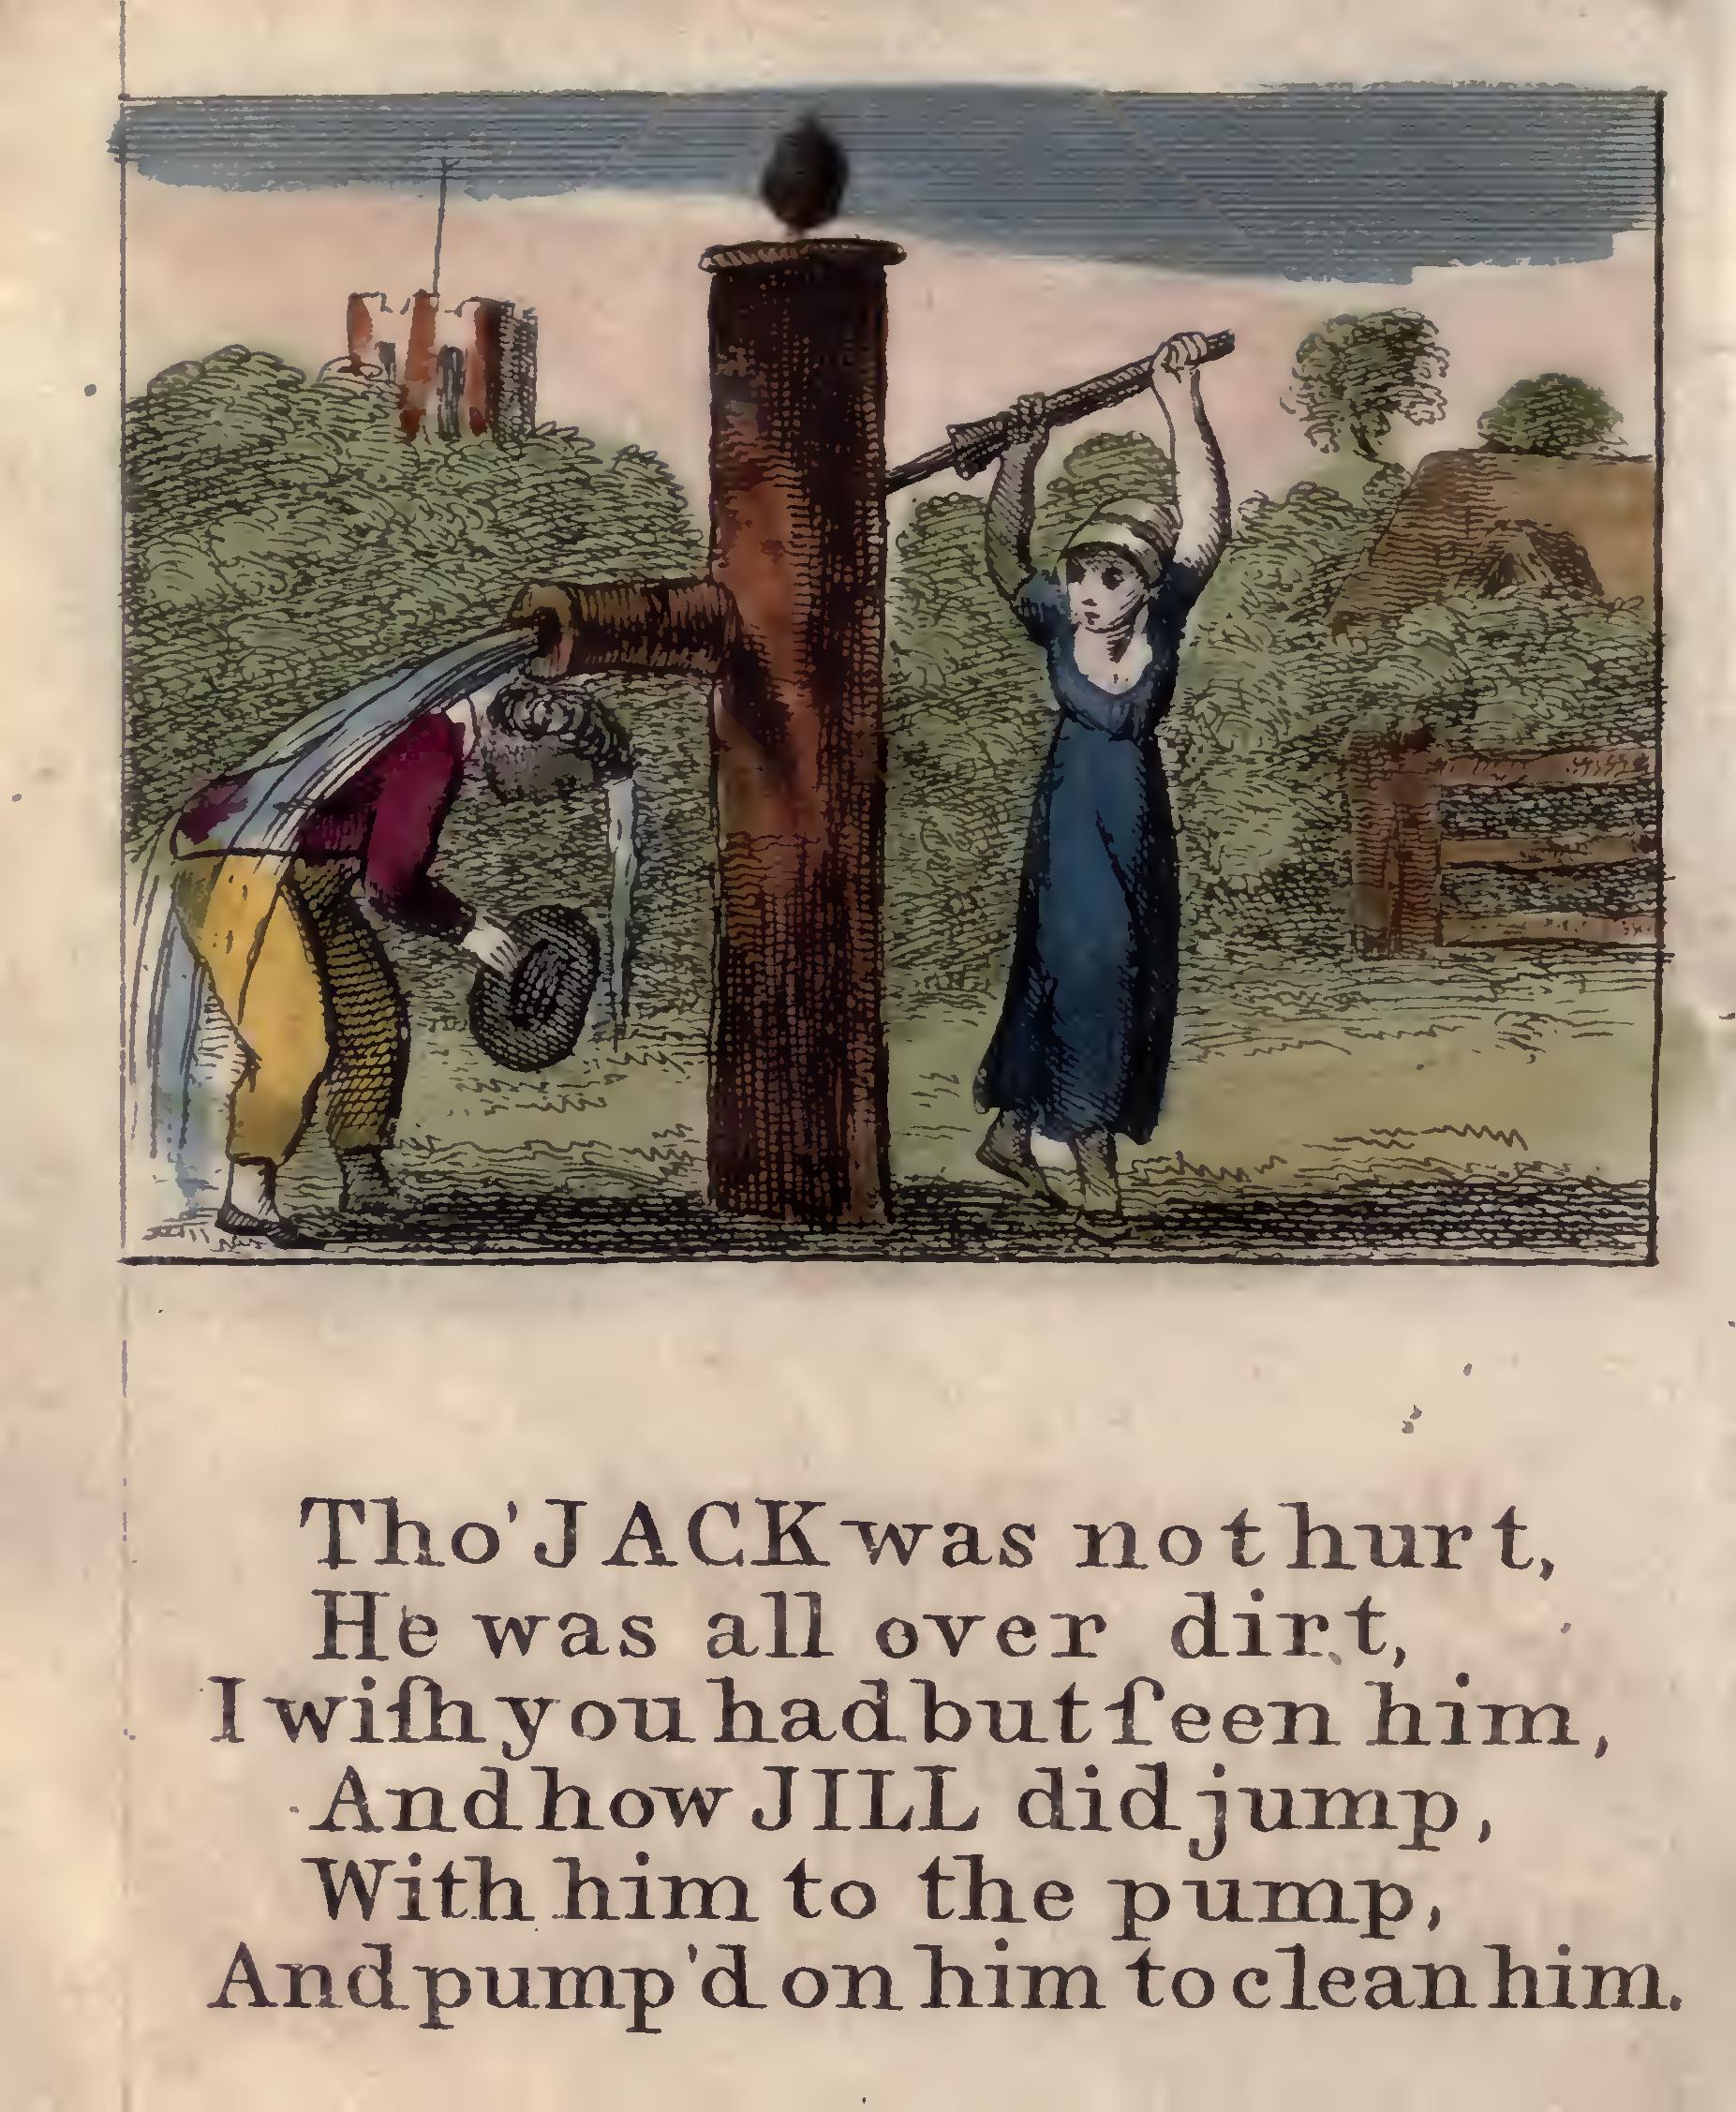 Tho' JACK was not hurt,
He was all over dirt,
I wiſh you had but ſeen him,
And how JILL did jump,
With him to the pump,
And pump'd on him to clean him.